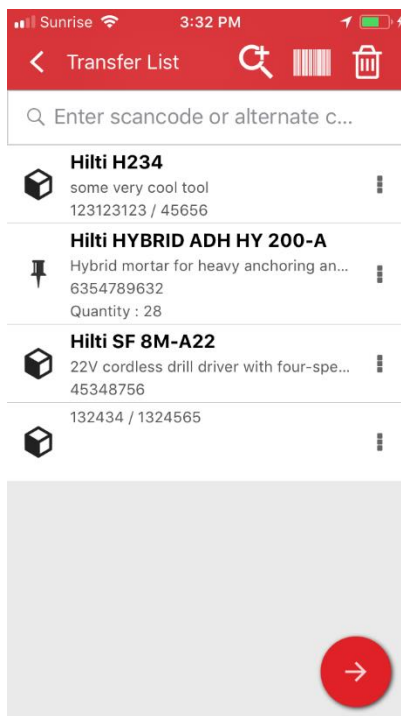 Sunrise 3:32 PM
Transfer List
Enter scancode or alternate c...
Hilti H234
some very cool tool
123123123 / 45656
Hilti HYBRID ADH HY 200-A
Hybrid mortar for heavy anchoring an...
6354789632
Quantity : 28
Hilti SF 8M-A22
22V cordless drill driver with four-spe...
45348756
132434 / 1324565